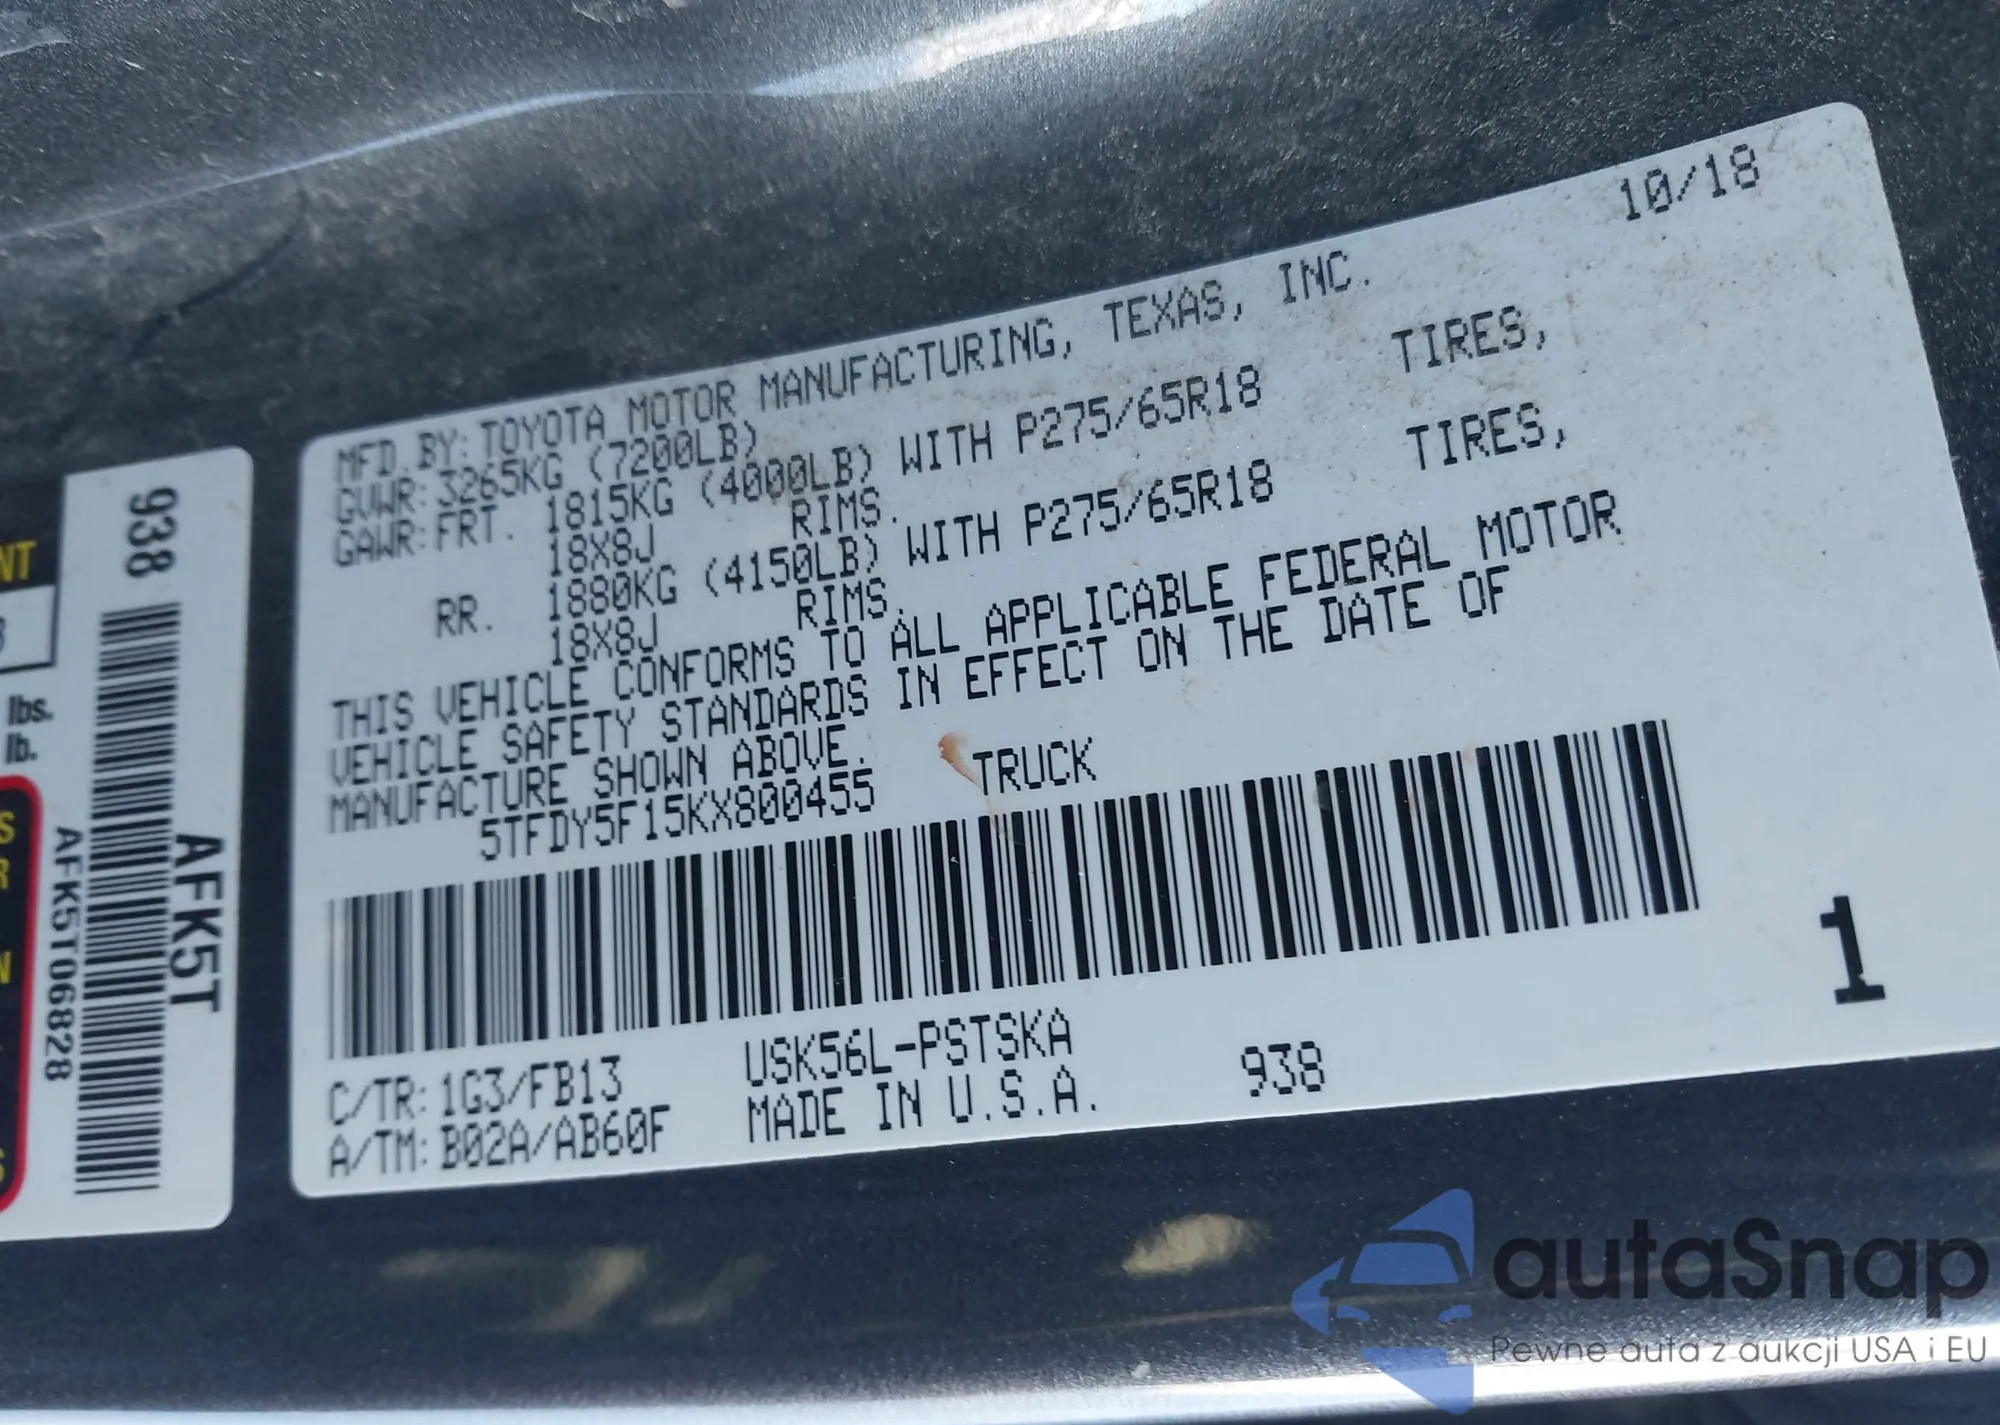 10/18
MFD. BY: TOYOTA MOTOR MANUFACTURING, TEXAS, INC.
GVWR: 3265KG (7200LB)
GAWR: FRT. 1815KG (4000LB) WITH P275/65R18 TIRES,
18X8J RIMS.
RR. 1880KG (4150LB) WITH P275/65R18 TIRES,
18X8J RIMS.
THIS VEHICLE CONFORMS TO ALL APPLICABLE FEDERAL MOTOR
VEHICLE SAFETY STANDARDS IN EFFECT ON THE DATE OF
MANUFACTURE SHOWN ABOVE.
5TFDY5F15KX800455 TRUCK
1
C/TR: 1G3/FB13 USK56L-PSTSKA
A/TM: B02A/AB60F MADE IN U.S.A. 938
938
AFK5T
AFK5T06828
NT
lbs.
lb.
autaSnap
Pewne auta z aukcji USA i EU